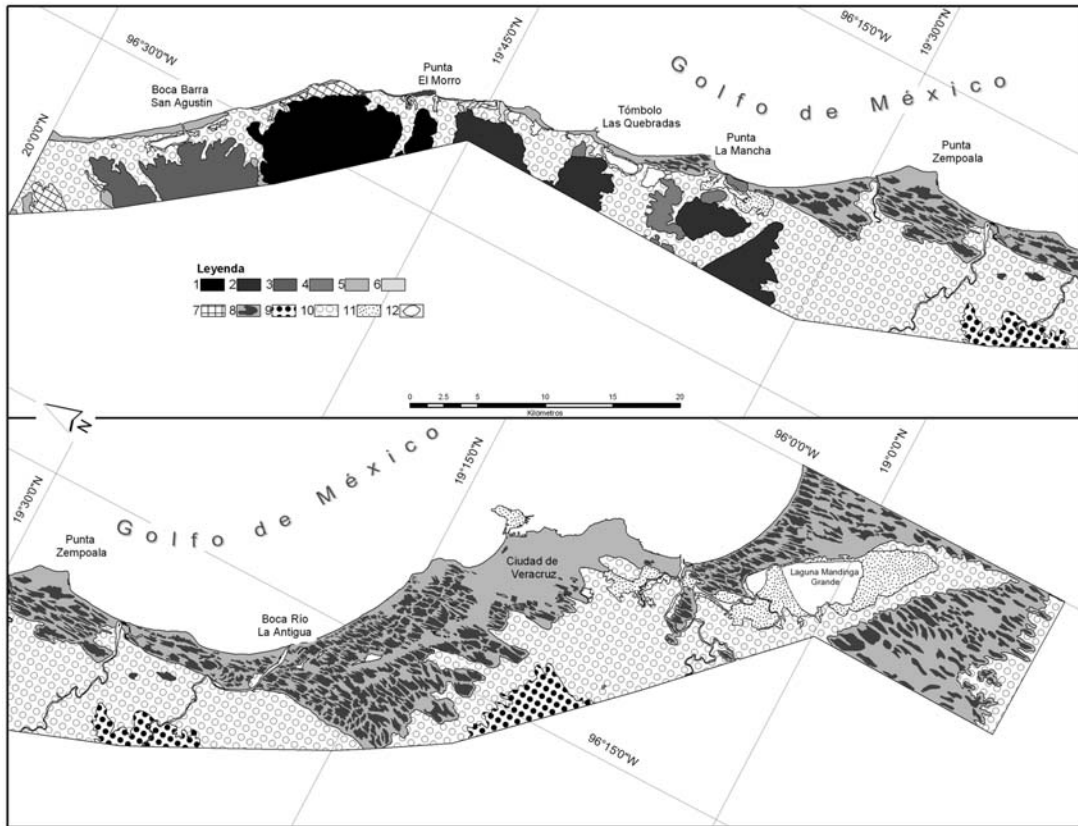 96°15'0"W
19°30'0"N
19°45'0"N
96°30'0"W
Golfo de México
Punta
El Morro
Boca Barra
San Agustin
20°0'0"N
Tómbolo
Las Quebradas
Punta
La Mancha
Punta
Zempoala
Leyenda
1 2 3 4 5 6
7 8 9 10 11 12
0 2.5 5 10 15 20
Kilómetros
N
19°30'0"N
Golfo de México
19°15'0"N
96°0'0"W
19°0'0"N
Punta
Zempoala
Ciudad de
Veracruz
Laguna Mandinga
Grande
Boca Río
La Antigua
96°15'0"W